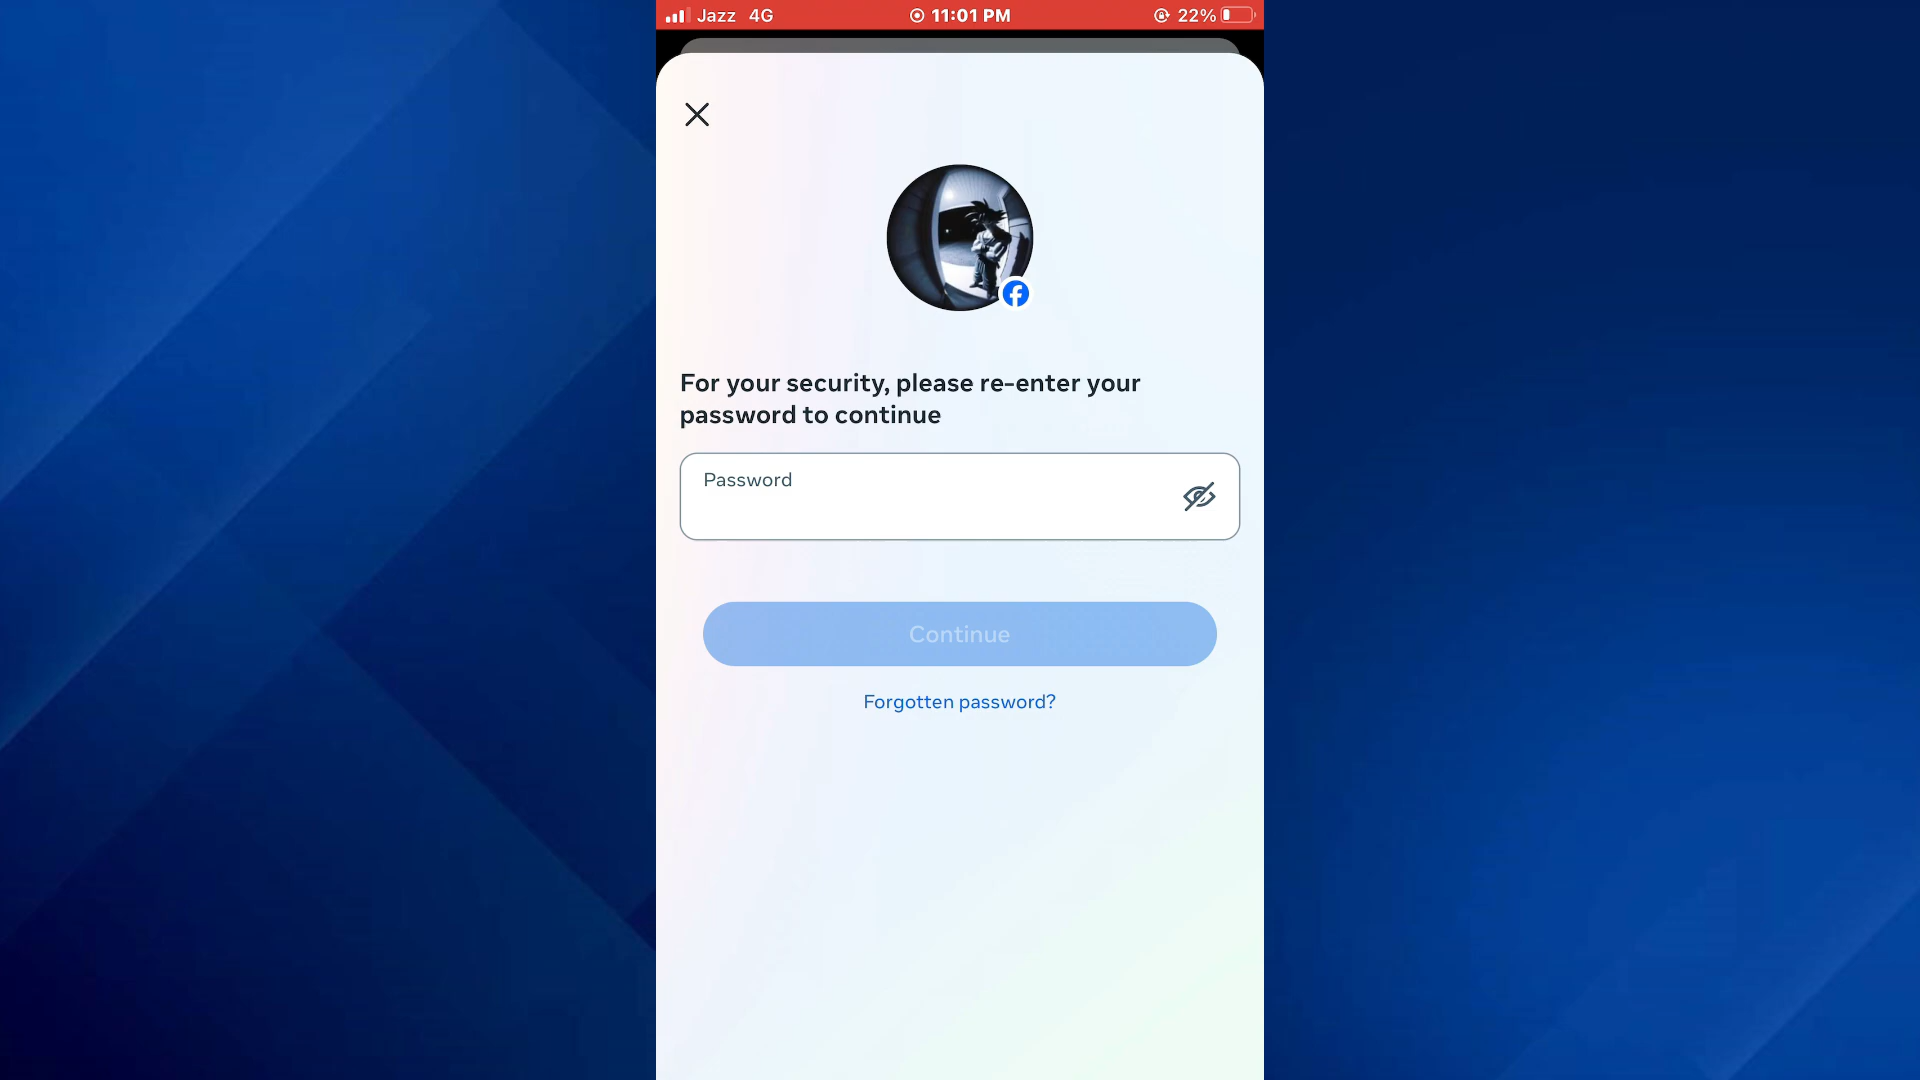 Jazz 4G 11:01 PM 22%
For your security, please re-enter your
password to continue
Password
Continue
Forgotten password?